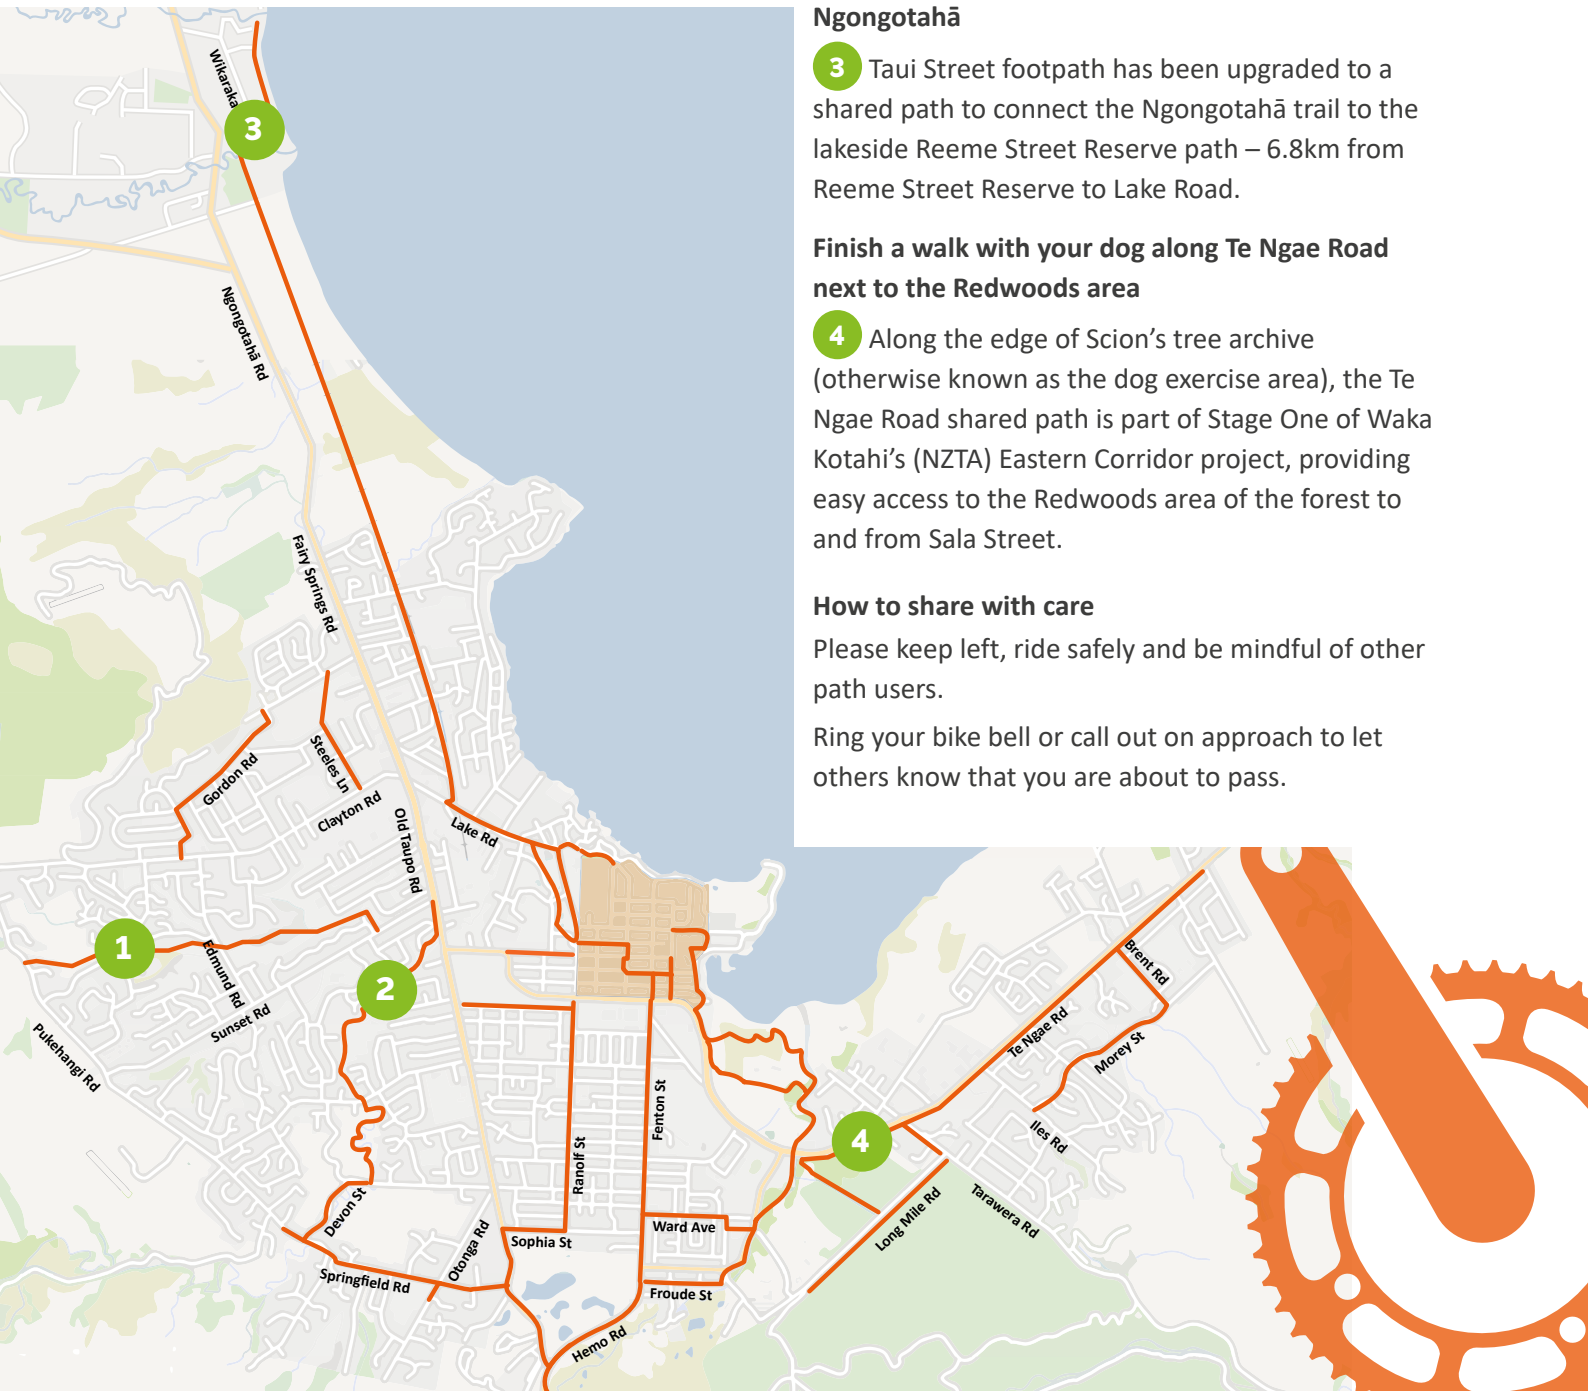 Ngongotahā
3 Taui Street footpath has been upgraded to a
shared path to connect the Ngongotahā trail to the
lakeside Reeme Street Reserve path – 6.8km from
Reeme Street Reserve to Lake Road.
Finish a walk with your dog along Te Ngae Road
next to the Redwoods area
4 Along the edge of Scion’s tree archive
(otherwise known as the dog exercise area), the Te
Ngae Road shared path is part of Stage One of Waka
Kotahi’s (NZTA) Eastern Corridor project, providing
easy access to the Redwoods area of the forest to
and from Sala Street.
How to share with care
Please keep left, ride safely and be mindful of other
path users.
Ring your bike bell or call out on approach to let
others know that you are about to pass.
Wikaraka
3
Ngongotahā Rd
Fairy Springs Rd
Gordon Rd
Steeles Ln
Clayton Rd
Old Taupo Rd
Lake Rd
1
Edmund Rd
Sunset Rd
2
Pukehangi Rd
Brent Rd
Te Ngae Rd
Morey St
Iles Rd
Fenton St
Ranolf St
4
Tarawera Rd
Long Mile Rd
Devon St
Otonga Rd
Sophia St
Ward Ave
Springfield Rd
Froude St
Hemo Rd